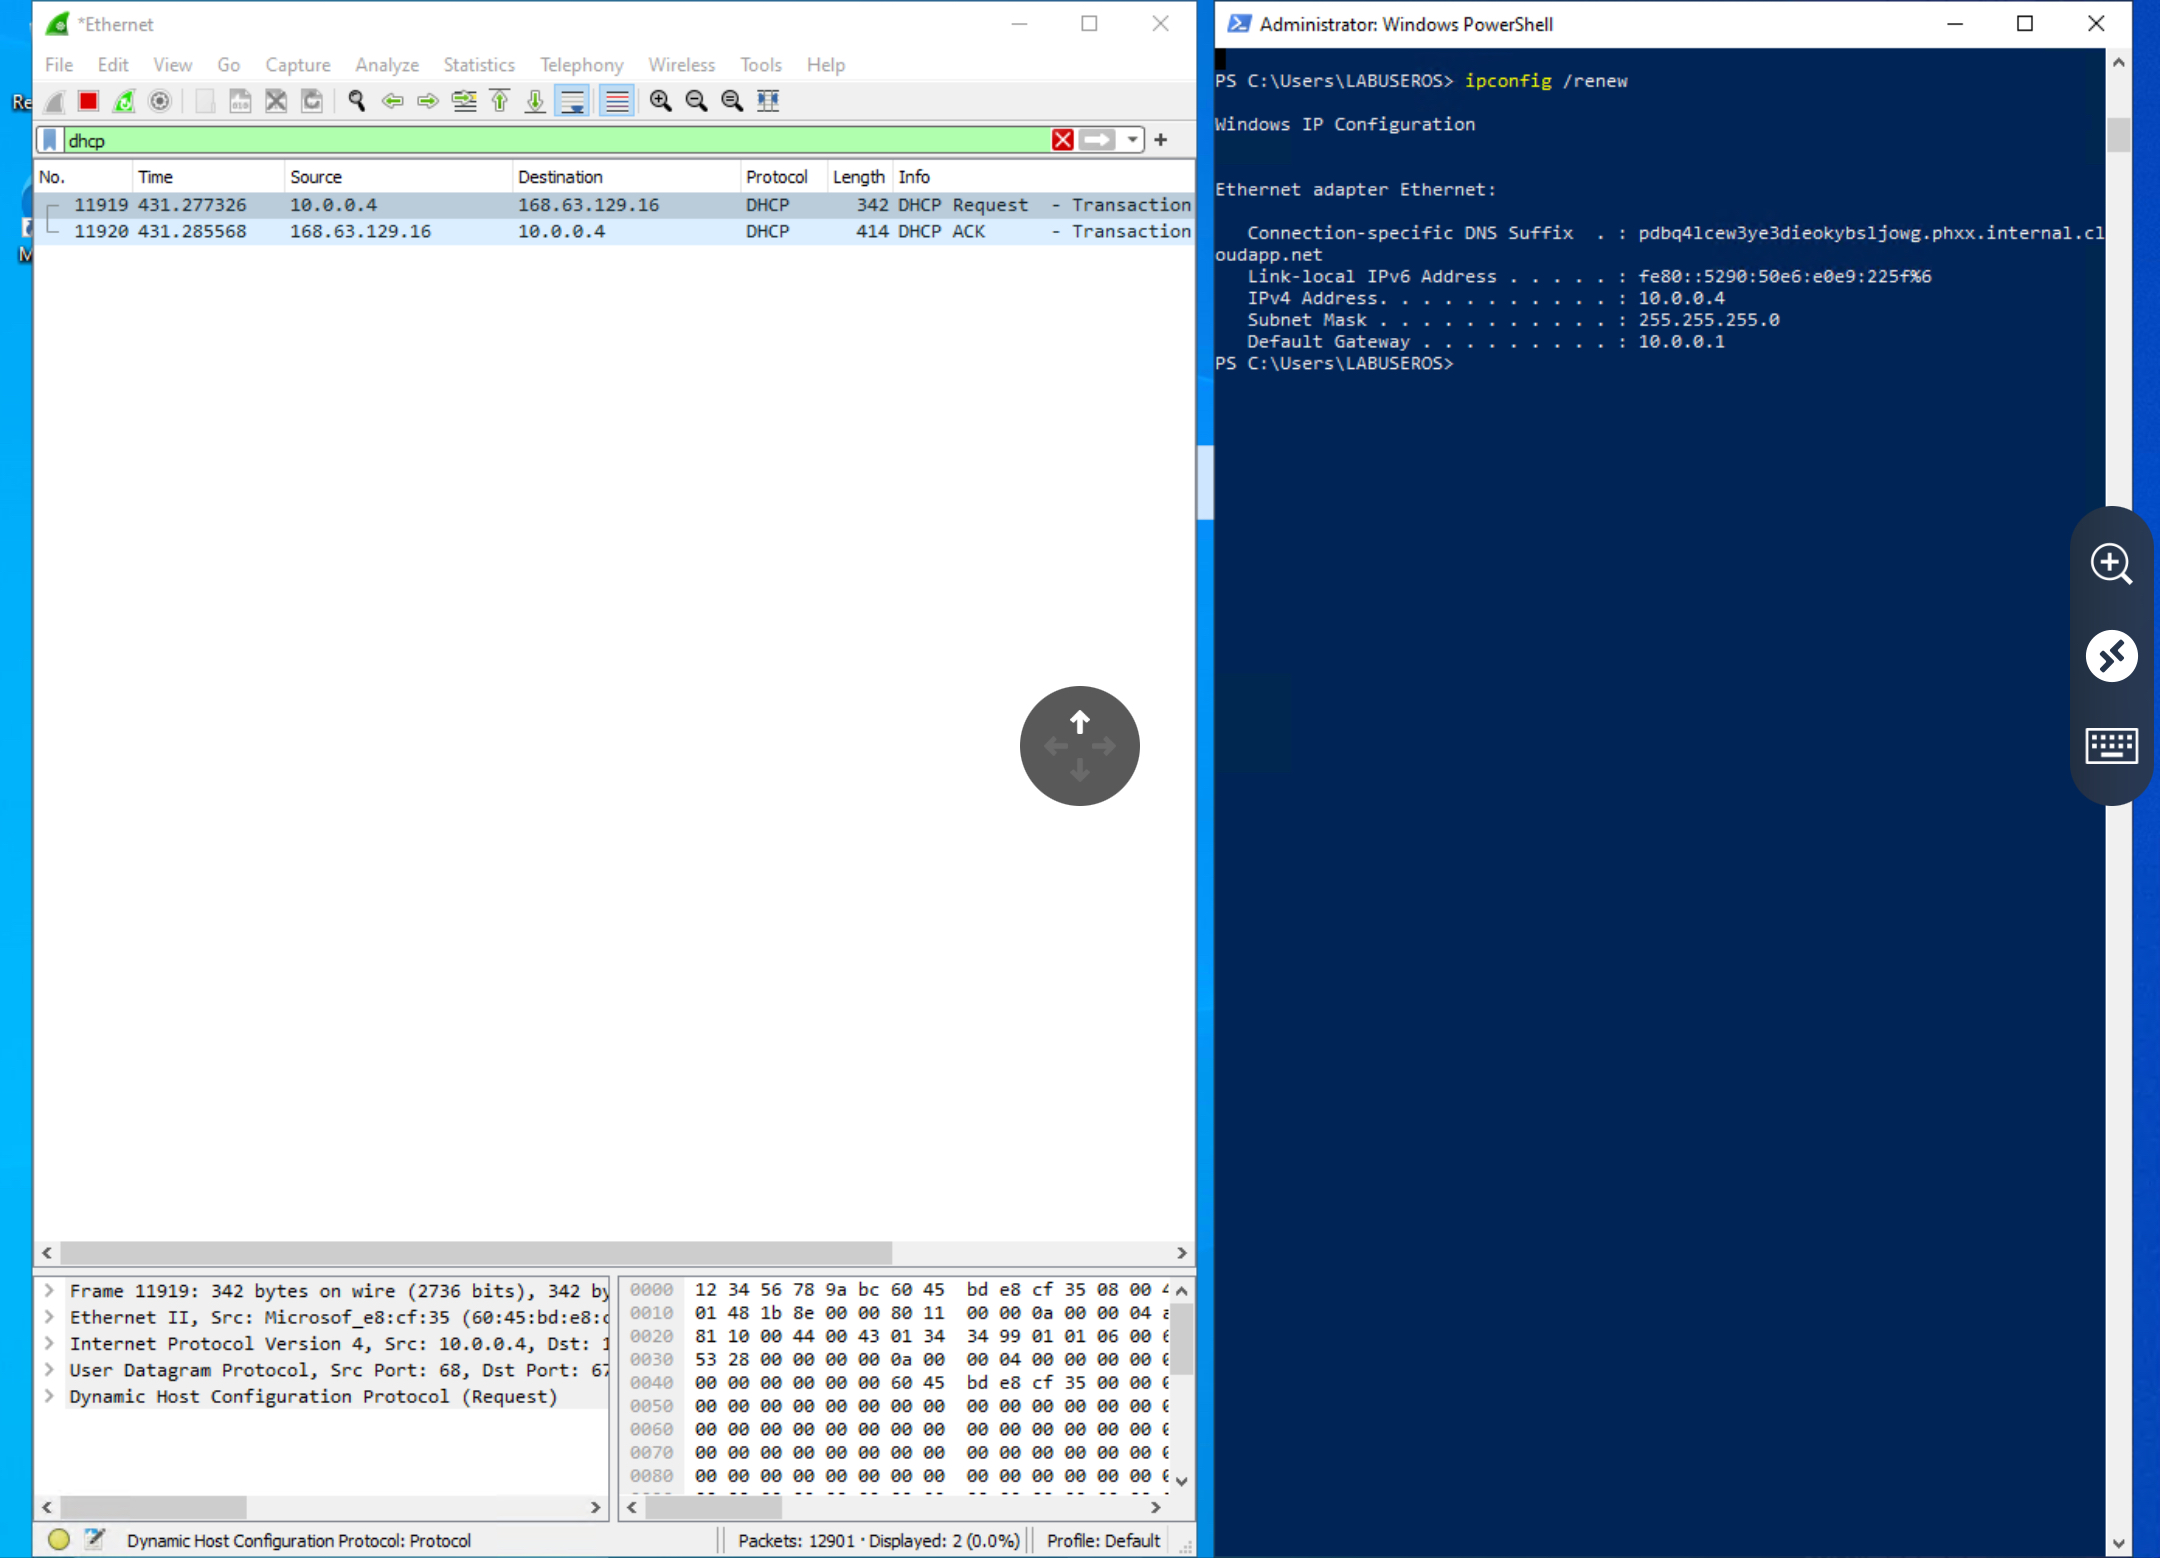 *Ethernet
File Edit View Go Capture Analyze Statistics Telephony Wireless Tools Help
dhcp
No. Time Source Destination Protocol Length Info
11919 431.277326 10.0.0.4 168.63.129.16 DHCP 342 DHCP Request - Transaction
11920 431.285568 168.63.129.16 10.0.0.4 DHCP 414 DHCP ACK - Transaction
Frame 11919: 342 bytes on wire (2736 bits), 342 by
Ethernet II, Src: Microsof_e8:cf:35 (60:45:bd:e8:c
Internet Protocol Version 4, Src: 10.0.0.4, Dst: 1
User Datagram Protocol, Src Port: 68, Dst Port: 67
Dynamic Host Configuration Protocol (Request)
0000 12 34 56 78 9a bc 60 45 bd e8 cf 35 08 00 4
0010 01 48 1b 8e 00 00 80 11 00 00 0a 00 00 04 a
0020 81 10 00 44 00 43 01 34 34 99 01 01 06 00 6
0030 53 28 00 00 00 00 0a 00 00 04 00 00 00 00 0
0040 00 00 00 00 00 00 60 45 bd e8 cf 35 00 00 0
0050 00 00 00 00 00 00 00 00 00 00 00 00 00 00 0
0060 00 00 00 00 00 00 00 00 00 00 00 00 00 00 0
0070 00 00 00 00 00 00 00 00 00 00 00 00 00 00 0
0080 00 00 00 00 00 00 00 00 00 00 00 00 00 00 0
Dynamic Host Configuration Protocol: Protocol
Packets: 12901 · Displayed: 2 (0.0%)
Profile: Default
Re
M
Administrator: Windows PowerShell
PS C:\Users\LABUSEROS> ipconfig /renew
Windows IP Configuration
Ethernet adapter Ethernet:
Connection-specific DNS Suffix . : pdbq4lcew3ye3dieokybsljowg.phxx.internal.cl
oudapp.net
Link-local IPv6 Address . . . . . : fe80::5290:50e6:e0e9:225f%6
IPv4 Address. . . . . . . . . . . : 10.0.0.4
Subnet Mask . . . . . . . . . . . : 255.255.255.0
Default Gateway . . . . . . . . . : 10.0.0.1
PS C:\Users\LABUSEROS>